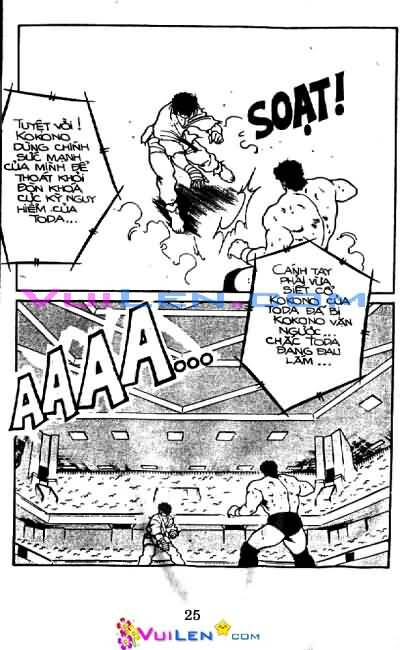 TUYỆT VỜI!
KOKONO
DÙNG CHÍNH
SỨC MẠNH
CỦA MÌNH ĐỂ
THOÁT KHỎI
ĐÒN KHÓA
CỰC KỲ NGUY
HIỂM CỦA
TODA...
SOẠT!
CÁNH TAY
PHẢI VỪA
SIẾT CỔ
KOKONO CỦA
TODA ĐÃ BỊ
KOKONO VẶN
NGƯỢC...
CHẮC TODA
ĐANG ĐAU
LẮM...
VUILEN.COM
AAAA...
25
VUILEN